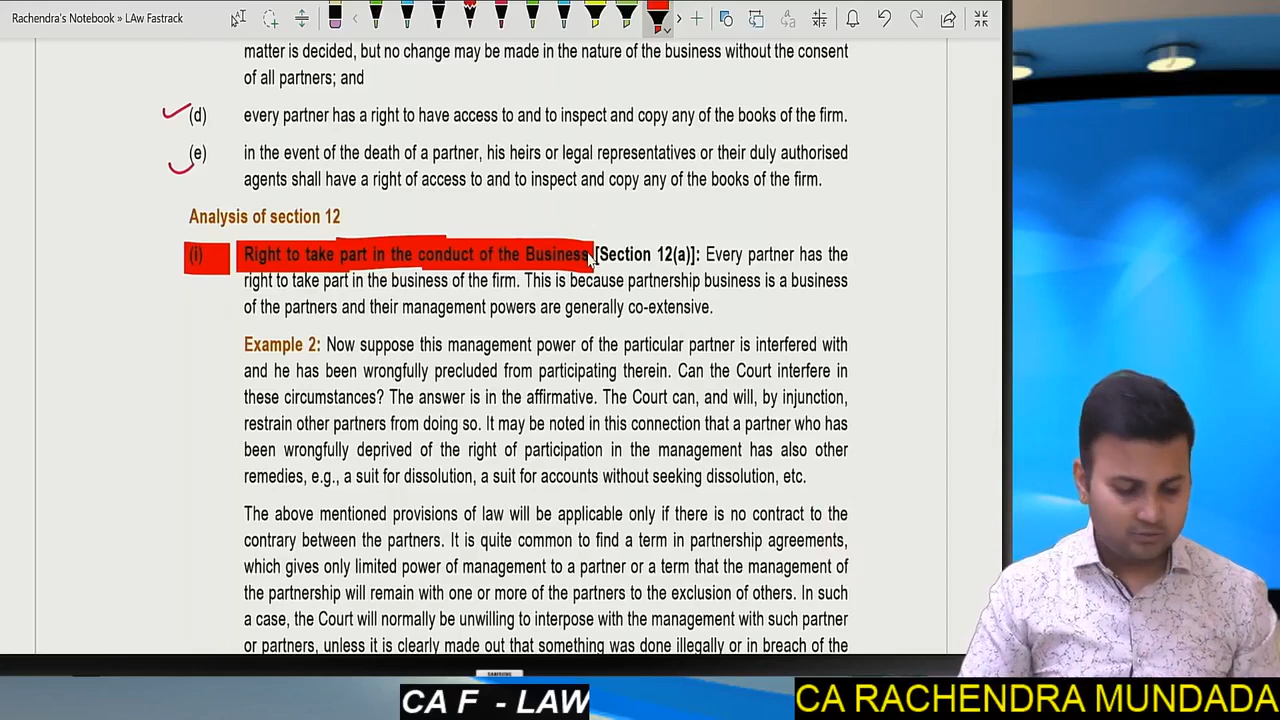 Rachendra's Notebook » LAw Fastrack
matter is decided, but no change may be made in the nature of the business without the consent
of all partners; and
(d) every partner has a right to have access to and to inspect and copy any of the books of the firm.
(e) in the event of the death of a partner, his heirs or legal representatives or their duly authorised
agents shall have a right of access to and to inspect and copy any of the books of the firm.
Analysis of section 12
(i) Right to take part in the conduct of the Business [Section 12(a)]: Every partner has the
right to take part in the business of the firm. This is because partnership business is a business
of the partners and their management powers are generally co-extensive.
Example 2: Now suppose this management power of the particular partner is interfered with
and he has been wrongfully precluded from participating therein. Can the Court interfere in
these circumstances? The answer is in the affirmative. The Court can, and will, by injunction,
restrain other partners from doing so. It may be noted in this connection that a partner who has
been wrongfully deprived of the right of participation in the management has also other
remedies, e.g., a suit for dissolution, a suit for accounts without seeking dissolution, etc.
The above mentioned provisions of law will be applicable only if there is no contract to the
contrary between the partners. It is quite common to find a term in partnership agreements,
which gives only limited power of management to a partner or a term that the management of
the partnership will remain with one or more of the partners to the exclusion of others. In such
a case, the Court will normally be unwilling to interpose with the management with such partner
or partners, unless it is clearly made out that something was done illegally or in breach of the
SAMSUNG
CA F - LAW
CA RACHENDRA MUNDADA